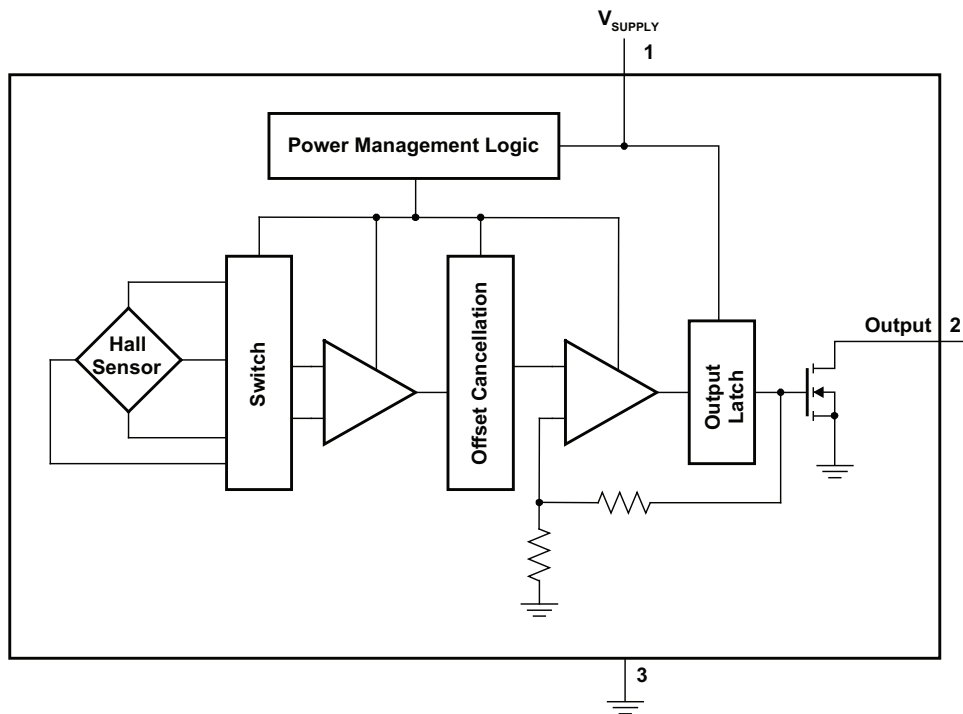 V_SUPPLY
1
Power Management Logic
Hall
Sensor
Switch
Offset Cancellation
Output
Latch
Output
2
3